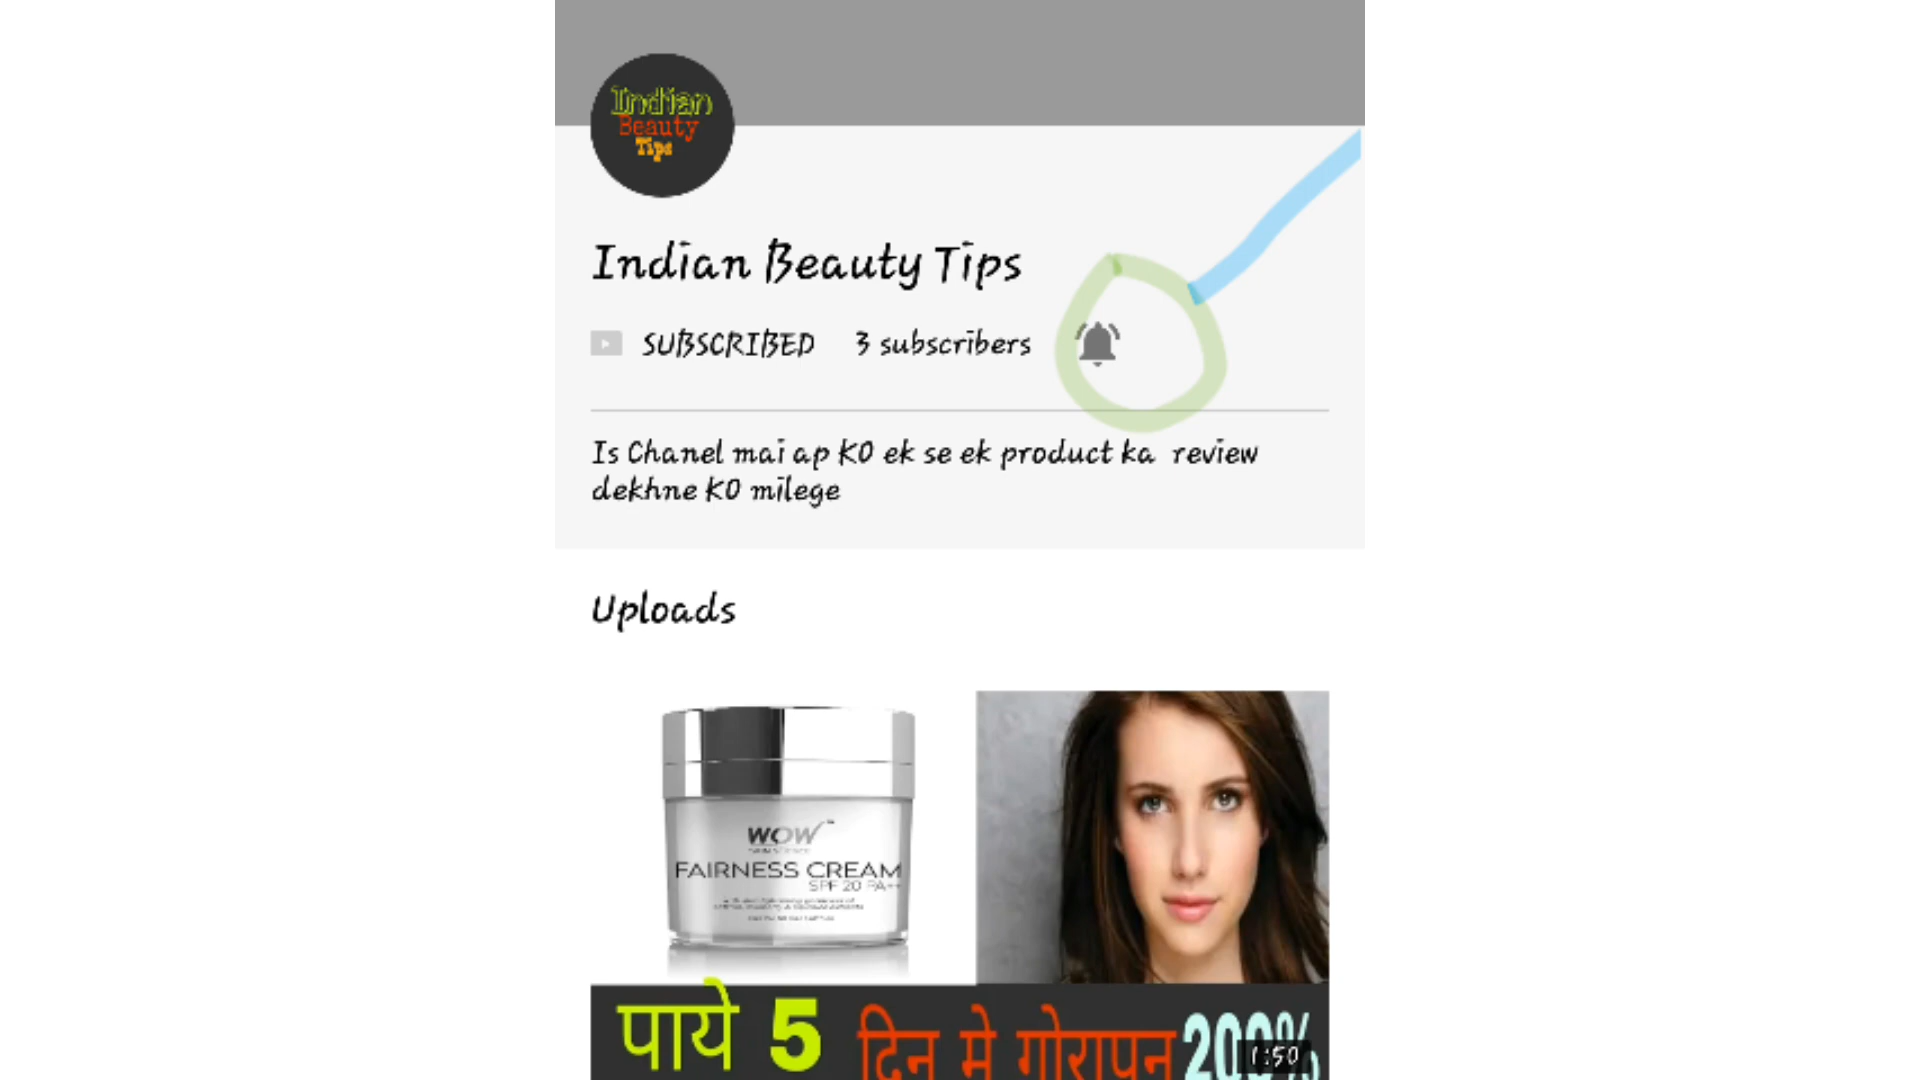 Indian
Beauty
Tips
Indian Beauty Tips
SUBSCRIBED 3 subscribers
Is Chanel mai ap KO ek se ek product ka review
dekhne KO milege
Uploads
WOW
FAIRNESS CREAM
SPF 20 PA++
पाये 5 दिन मे गोरापन 200%
1:50